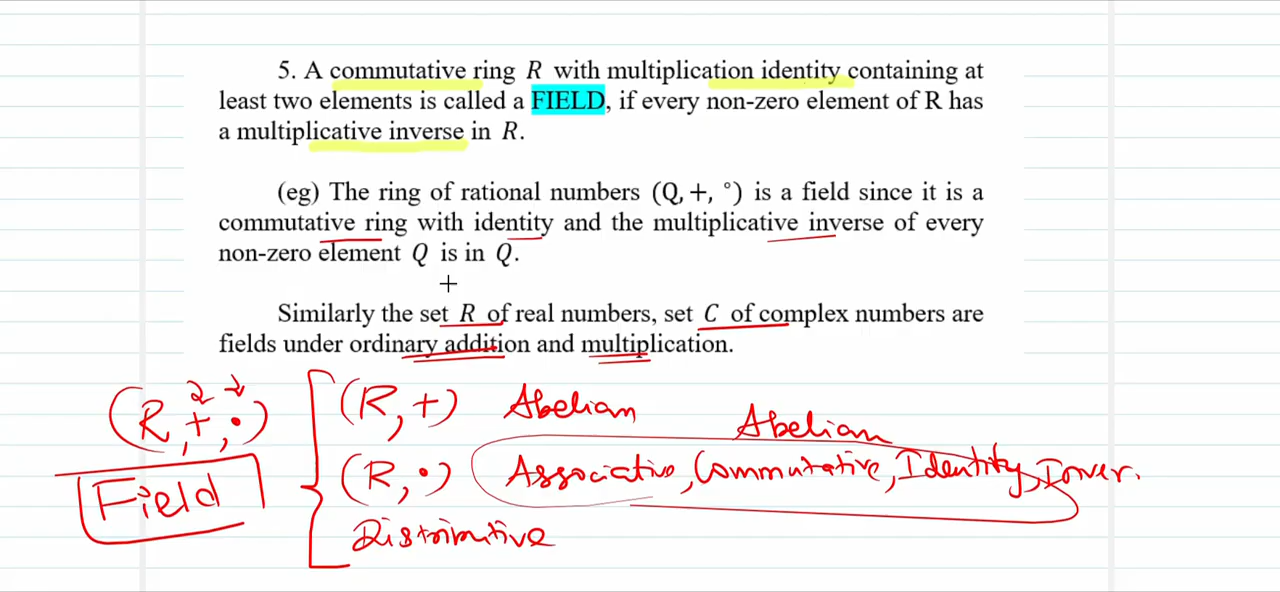 5. A commutative ring R with multiplication identity containing at
least two elements is called a FIELD, if every non-zero element of R has
a multiplicative inverse in R.
(eg) The ring of rational numbers (Q, +, °) is a field since it is a
commutative ring with identity and the multiplicative inverse of every
non-zero element Q is in Q.
Similarly the set R of real numbers, set C of complex numbers are
fields under ordinary addition and multiplication.
(R, +, •)
Field
(R, +) Abelian
Abelian
(R, •) Associative, Commutative, Identity,
Distributive